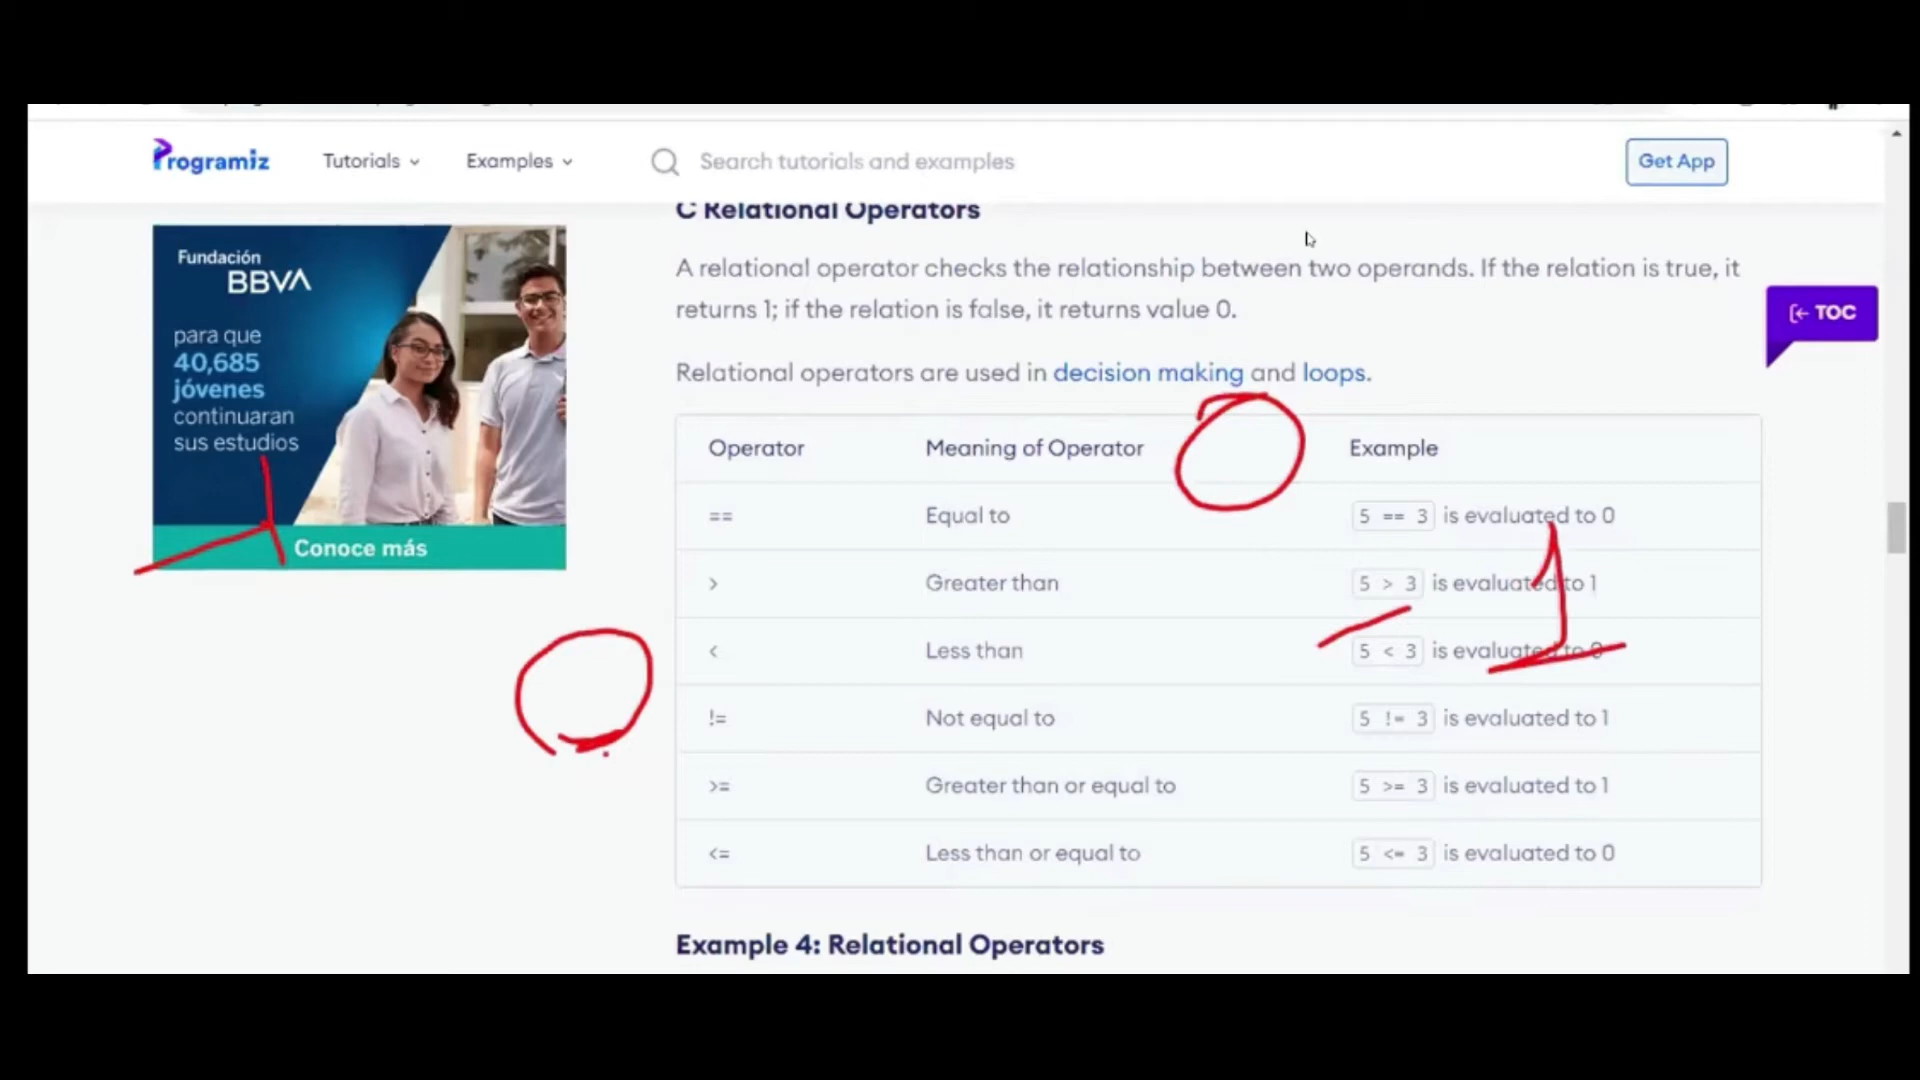 Programiz Tutorials Examples Search tutorials and examples Get App
C Relational Operators
Fundación
BBVA
para que
40,685
jóvenes
continuaran
sus estudios
Conoce más
A relational operator checks the relationship between two operands. If the relation is true, it
returns 1; if the relation is false, it returns value 0.
TOC
Relational operators are used in decision making and loops.
Operator Meaning of Operator Example
== Equal to 5 == 3 is evaluated to 0
> Greater than 5 > 3 is evaluated to 1
< Less than 5 < 3 is evaluated to 0
!= Not equal to 5 != 3 is evaluated to 1
>= Greater than or equal to 5 >= 3 is evaluated to 1
<= Less than or equal to 5 <= 3 is evaluated to 0
1
Example 4: Relational Operators